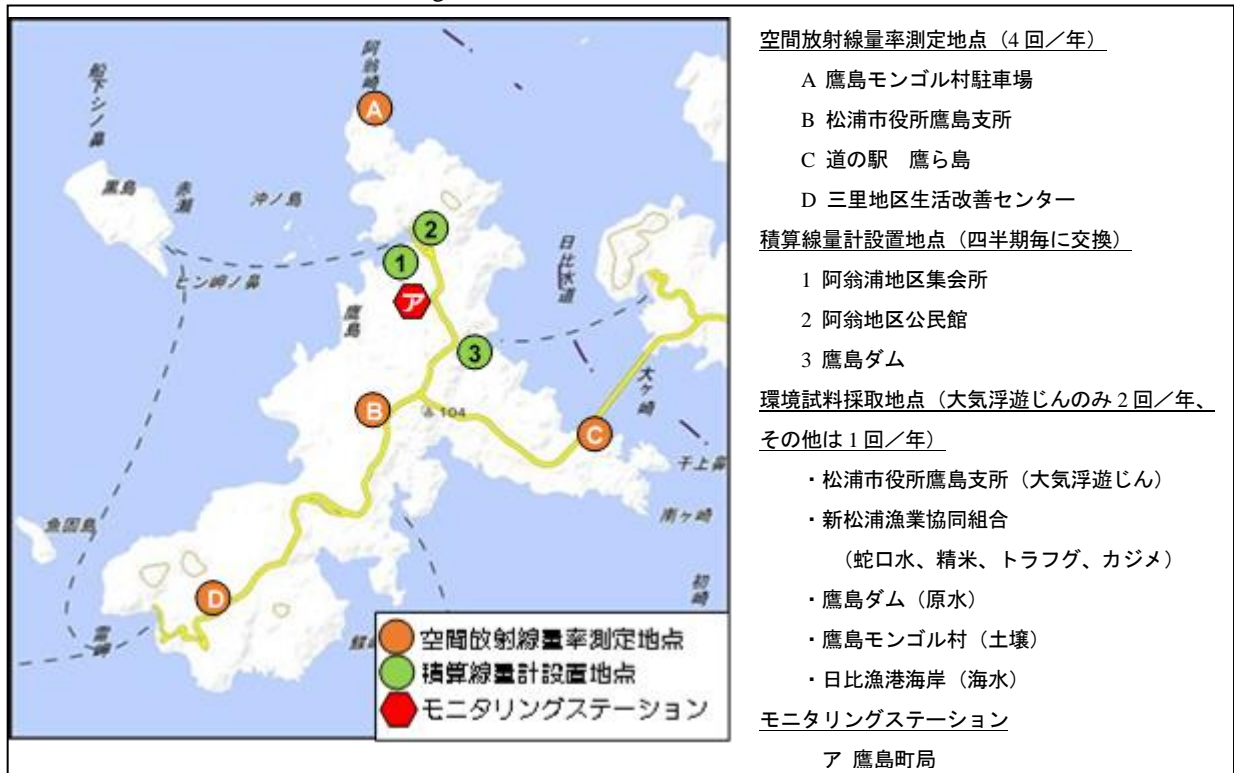 阿翁崎
A
船下シノ鼻
黒島
赤瀬
沖ノ島
トン岬ノ鼻
2
1
ア
日比水道
鷹島
3
大ヶ崎
B
104
C
干上鼻
魚固島
南ヶ崎
D
初崎
雷岬
空間放射線量率測定地点
積算線量計設置地点
モニタリングステーション
空間放射線量率測定地点（4回／年）
A 鷹島モンゴル村駐車場
B 松浦市役所鷹島支所
C 道の駅 鷹ら島
D 三里地区生活改善センター
積算線量計設置地点（四半期毎に交換）
1 阿翁浦地区集会所
2 阿翁地区公民館
3 鷹島ダム
環境試料採取地点（大気浮遊じんのみ2回／年、
その他は1回／年）
・松浦市役所鷹島支所（大気浮遊じん）
・新松浦漁業協同組合
（蛇口水、精米、トラフグ、カジメ）
・鷹島ダム（原水）
・鷹島モンゴル村（土壌）
・日比漁港海岸（海水）
モニタリングステーション
ア 鷹島町局